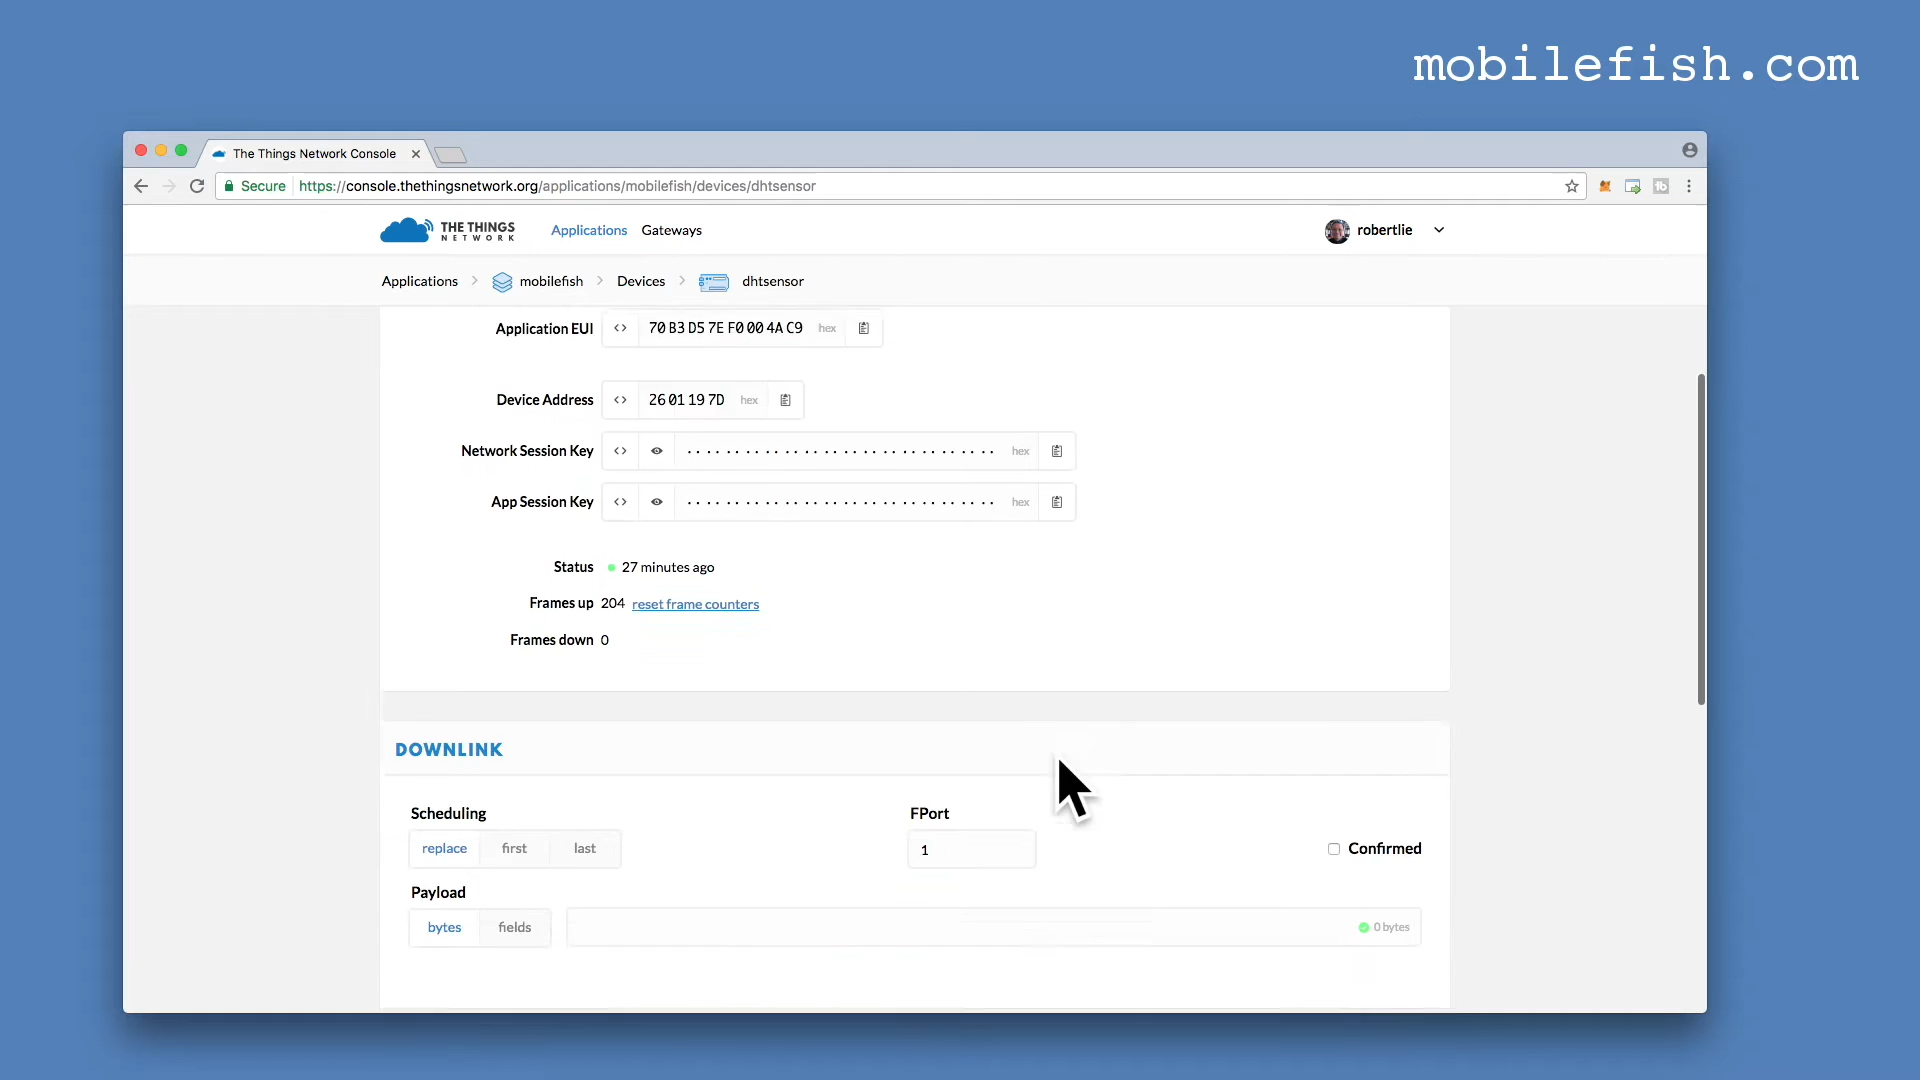 mobilefish.com
The Things Network Console
Secure https://console.thethingsnetwork.org/applications/mobilefish/devices/dhtsensor
THE THINGS
NETWORK
Applications Gateways
robertlie
Applications mobilefish Devices dhtsensor
Application EUI 70 B3 D5 7E F0 00 4A C9 hex
Device Address 26 01 19 7D hex
Network Session Key hex
App Session Key hex
Status 27 minutes ago
Frames up 204 reset frame counters
Frames down 0
DOWNLINK
Scheduling FPort
replace first last 1 Confirmed
Payload
bytes fields 0 bytes